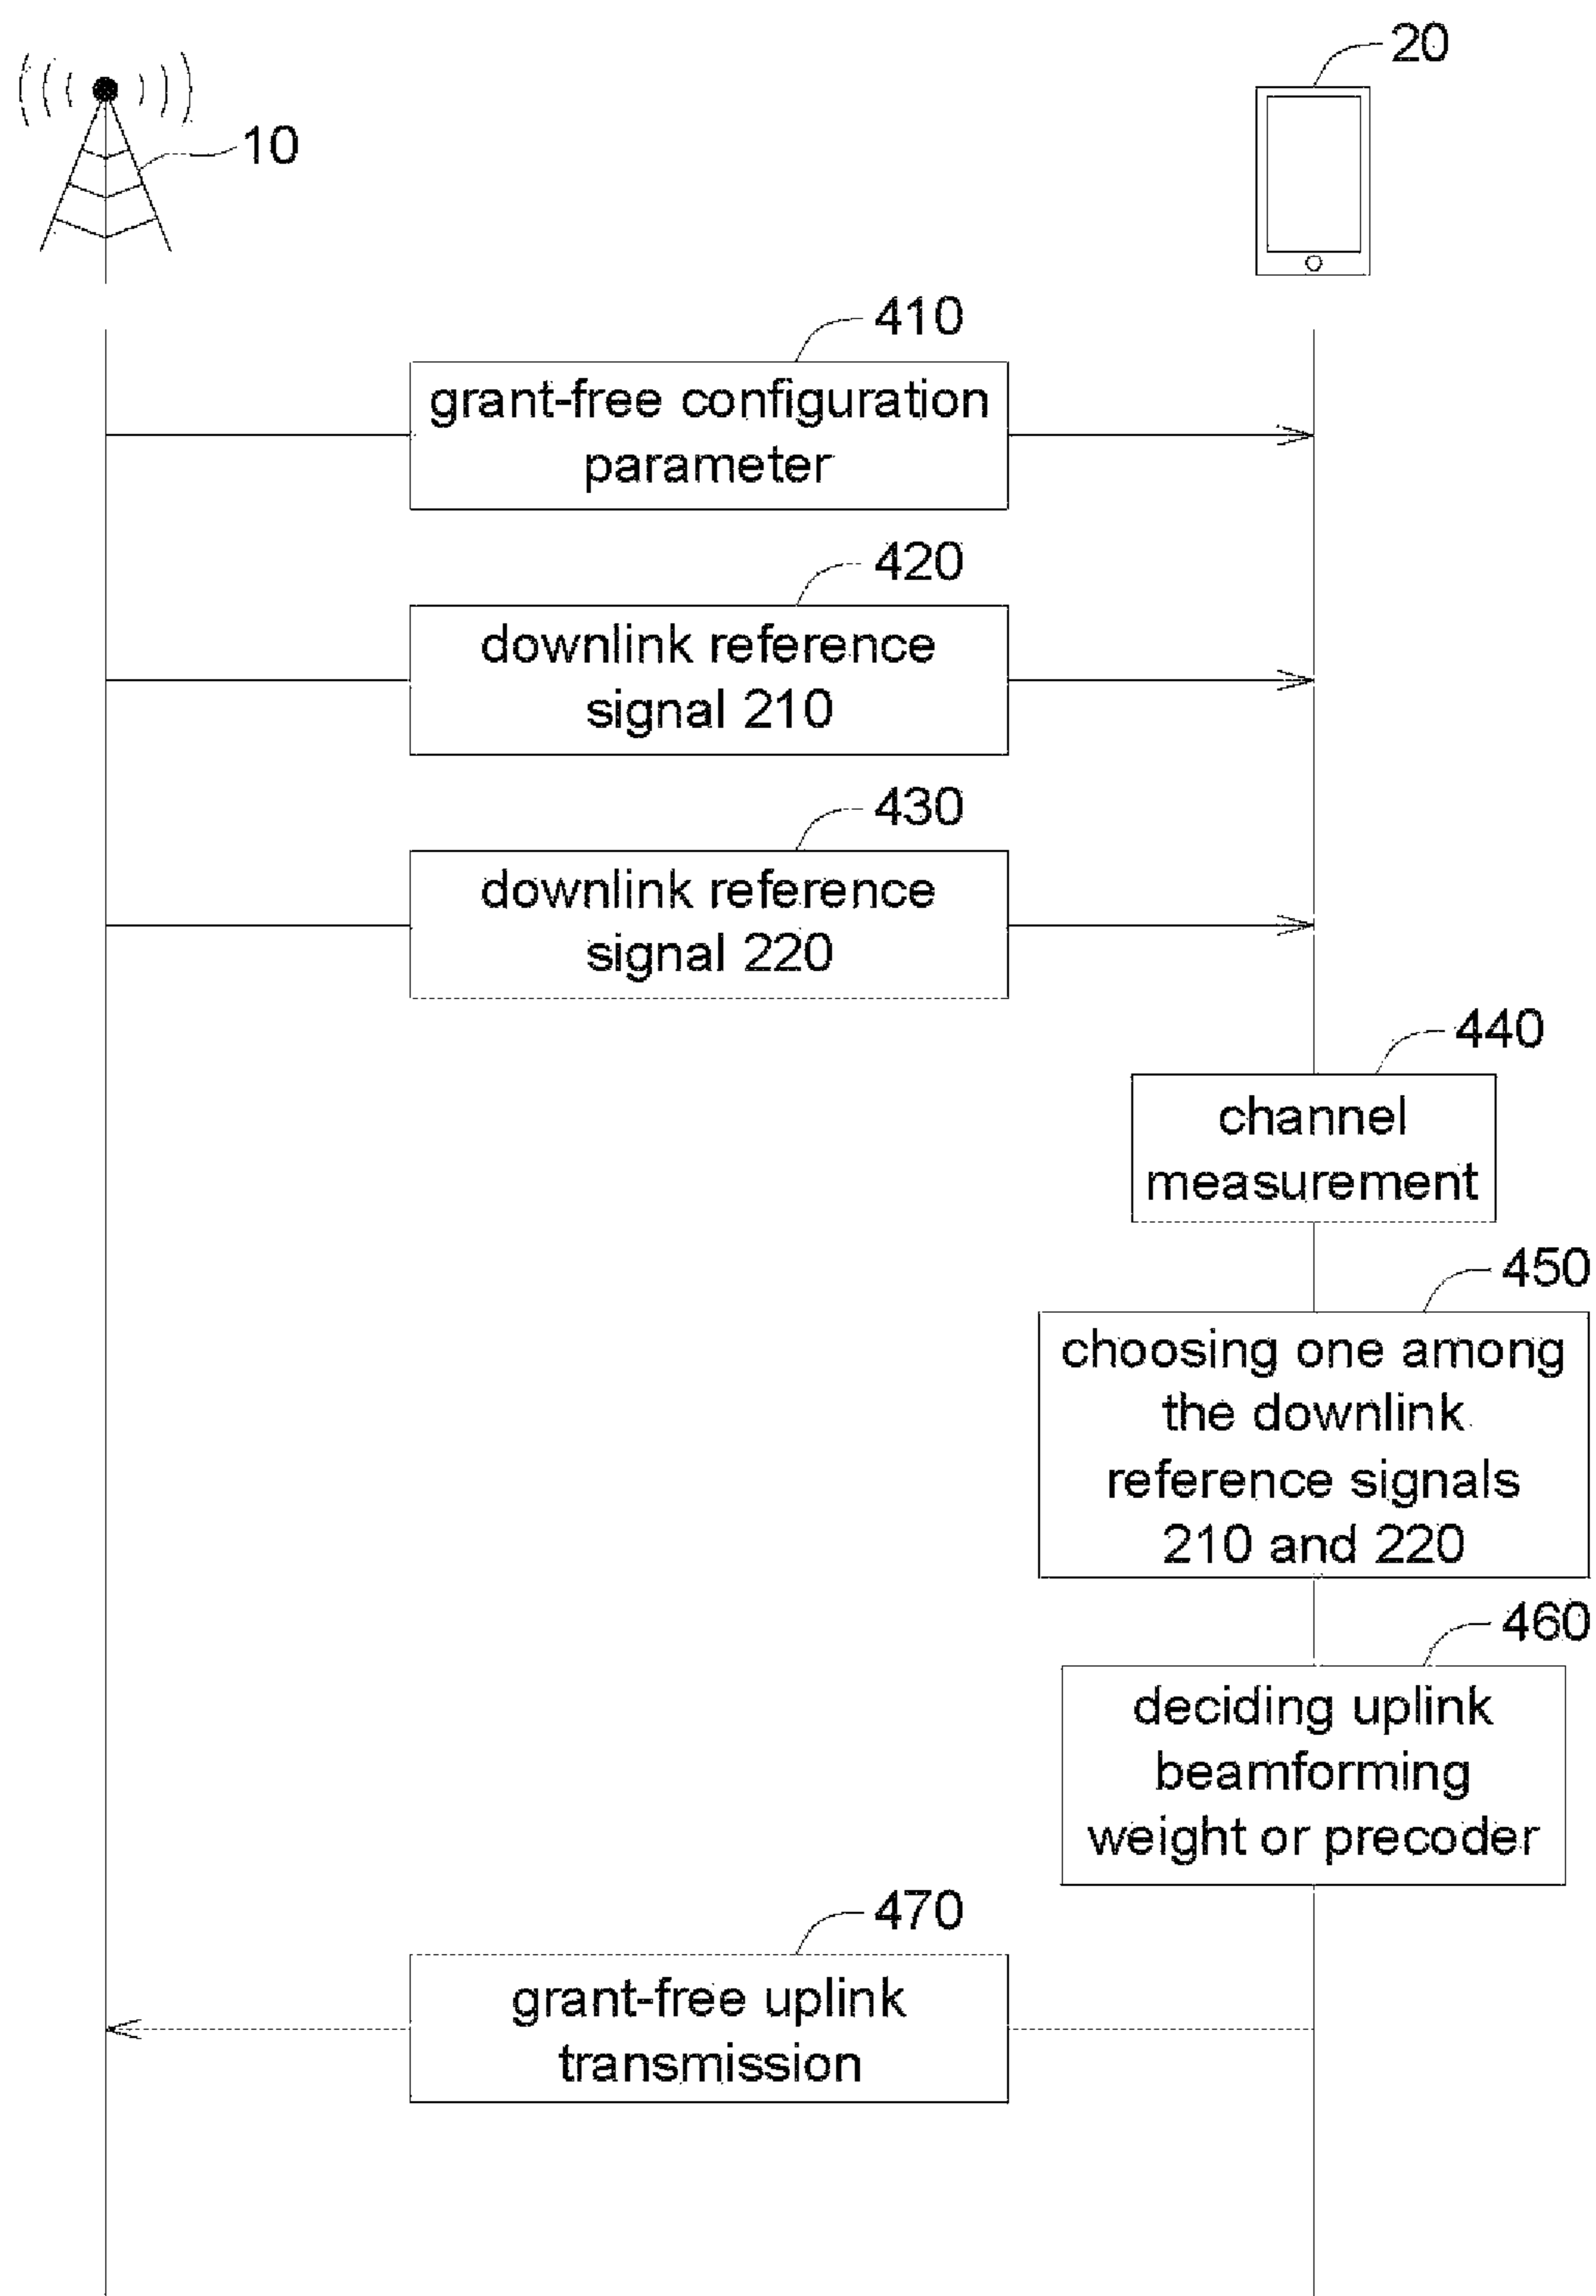 20
10
410
grant-free configuration
parameter
420
downlink reference
signal 210
430
downlink reference
signal 220
440
channel
measurement
450
choosing one among
the downlink
reference signals
210 and 220
460
deciding uplink
beamforming
weight or precoder
470
grant-free uplink
transmission